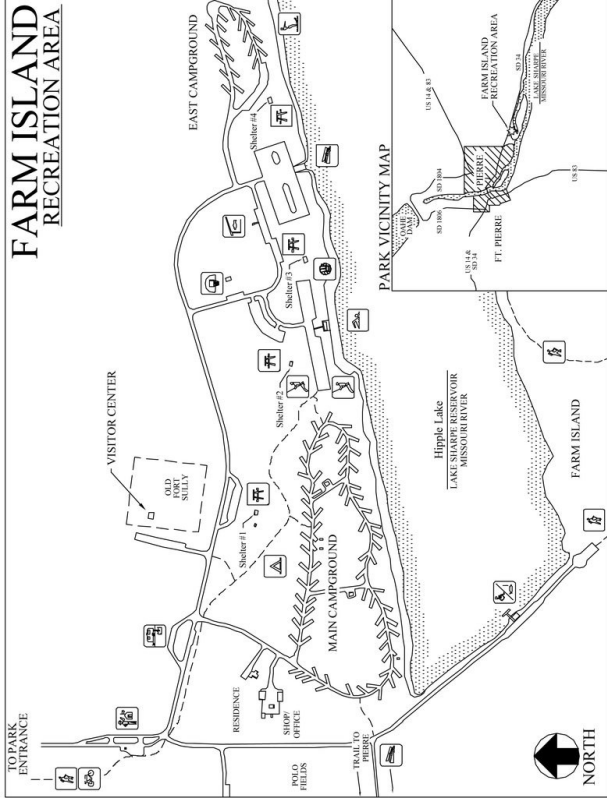 FARM ISLAND
RECREATION AREA
TO PARK
ENTRANCE
VISITOR CENTER
OLD
FORT
SULLY
EAST CAMPGROUND
Shelter #4
Shelter #3
Shelter #2
Shelter #1
MAIN CAMPGROUND
RESIDENCE
SHOP/
OFFICE
POLO
FIELDS
TRAIL TO
PIERRE
Hipple Lake
LAKE SHARPE RESERVOIR
MISSOURI RIVER
FARM ISLAND
NORTH
PARK VICINITY MAP
US 14 & 83
FARM ISLAND
RECREATION AREA
SD 34
LAKE SHARPE
MISSOURI RIVER
SD 1804
PIERRE
OAHE
DAM
SD 1806
FT. PIERRE
US 14 &
SD 34
US 83